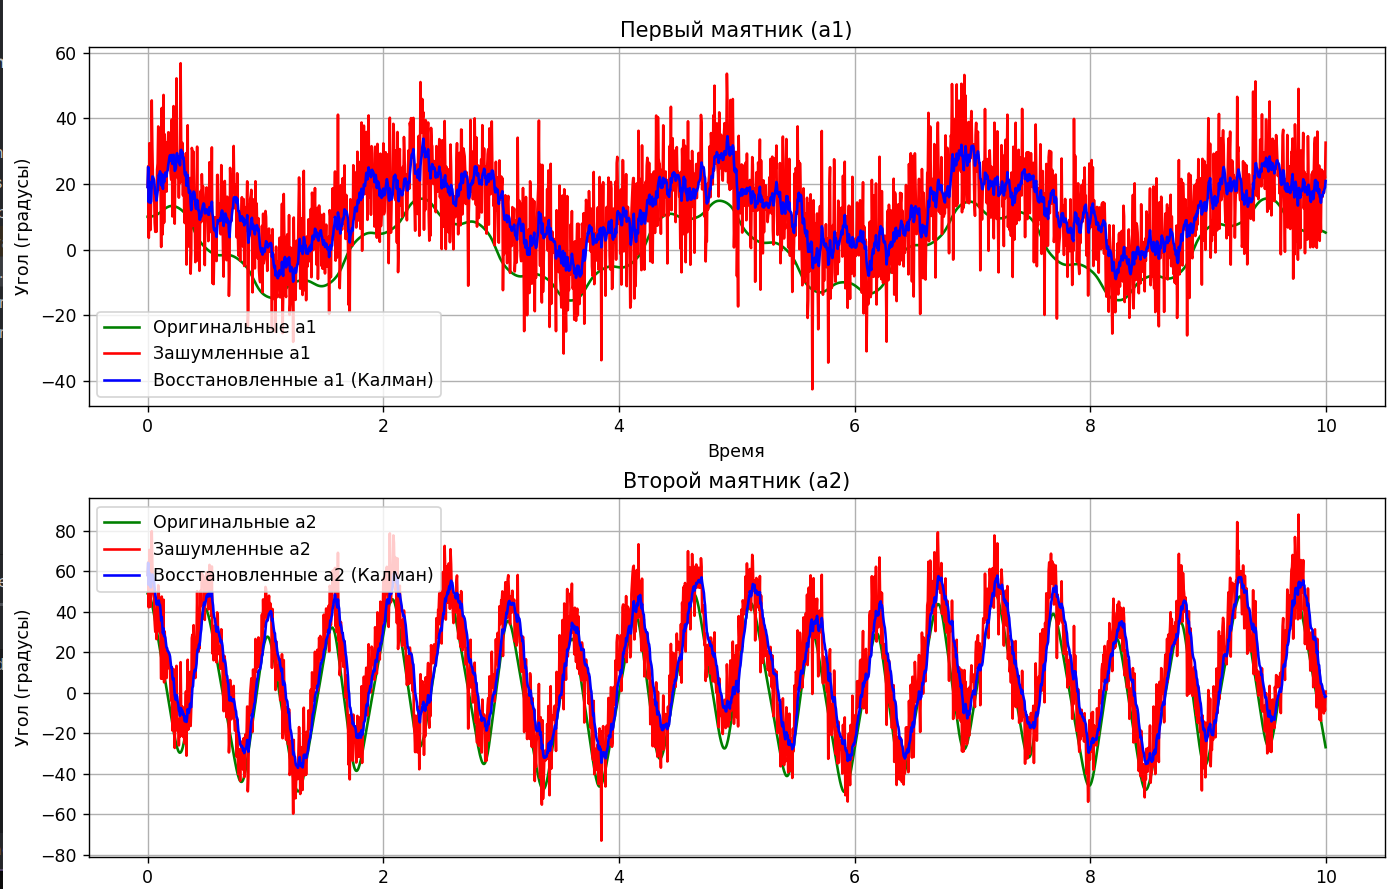 Первый маятник (a1)
60
40
20
0
−20
−40
Угол (градусы)
Оригинальные a1
Зашумленные a1
Восстановленные a1 (Калман)
0 2 4 6 8 10
Время
Второй маятник (a2)
80
60
40
20
0
−20
−40
−60
−80
Угол (градусы)
Оригинальные a2
Зашумленные a2
Восстановленные a2 (Калман)
0 2 4 6 8 10